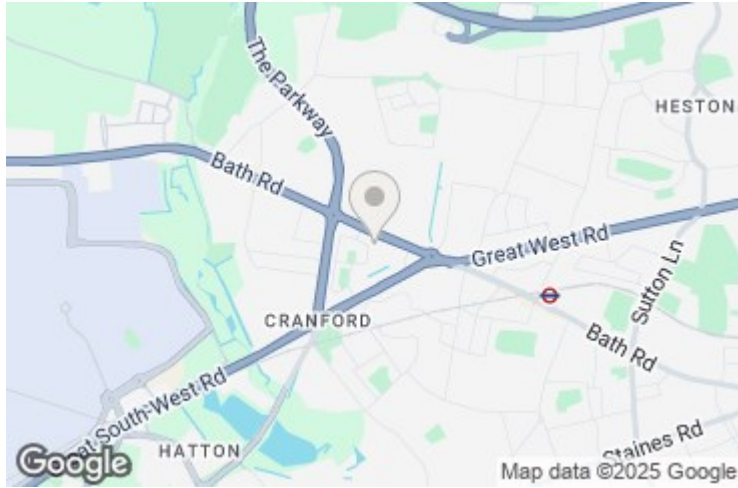 HESTON
The Parkway
Bath Rd
Great West Rd
Sutton Ln
CRANFORD
Bath Rd
at South-West Rd
HATTON
Staines Rd
Google
Map data ©2025 Google